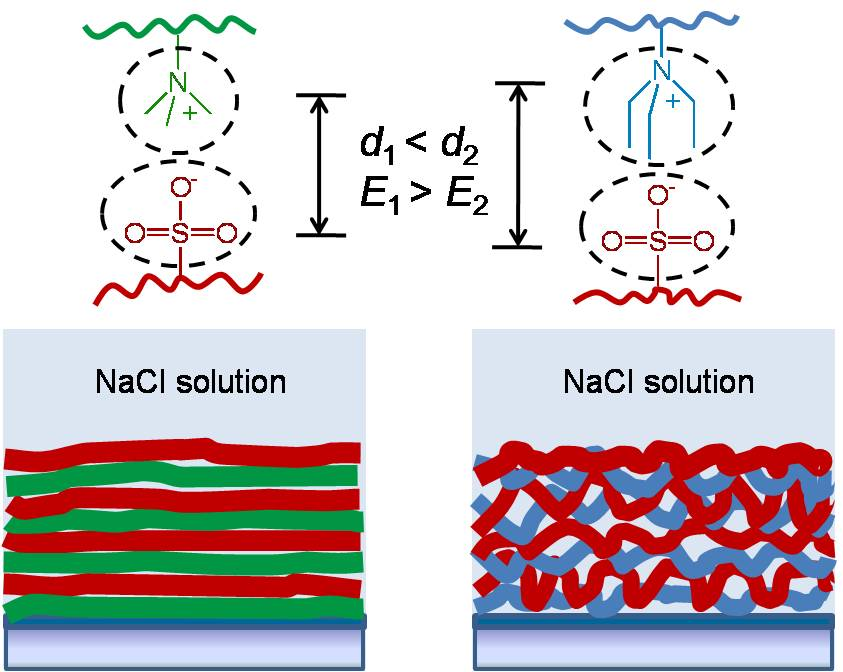 N
+
O-
O=S=O
d1 < d2
E1 > E2
N
+
O-
O=S=O
NaCl solution
NaCl solution